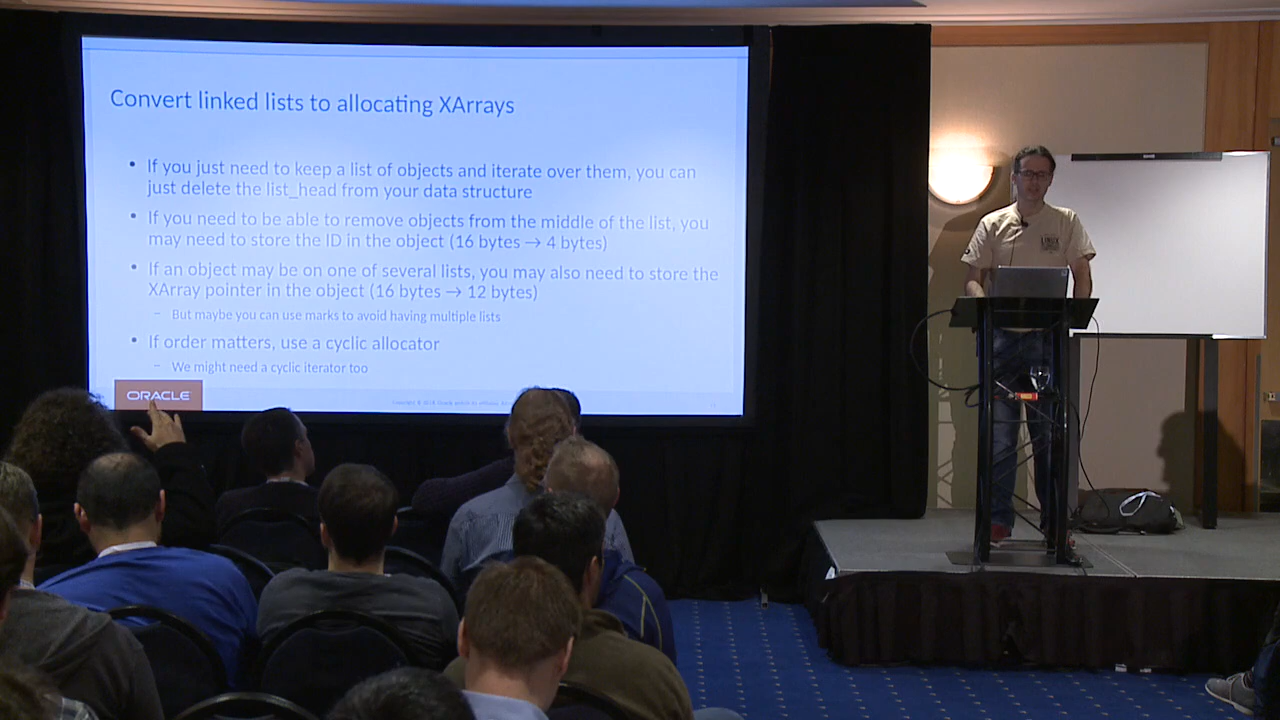 Convert linked lists to allocating XArrays
• If you just need to keep a list of objects and iterate over them, you can
just delete the list_head from your data structure
• If you need to be able to remove objects from the middle of the list, you
may need to store the ID in the object (16 bytes → 4 bytes)
• If an object may be on one of several lists, you may also need to store the
XArray pointer in the object (16 bytes → 12 bytes)
– But maybe you can use marks to avoid having multiple lists
• If order matters, use a cyclic allocator
– We might need a cyclic iterator too
ORACLE
LINUX